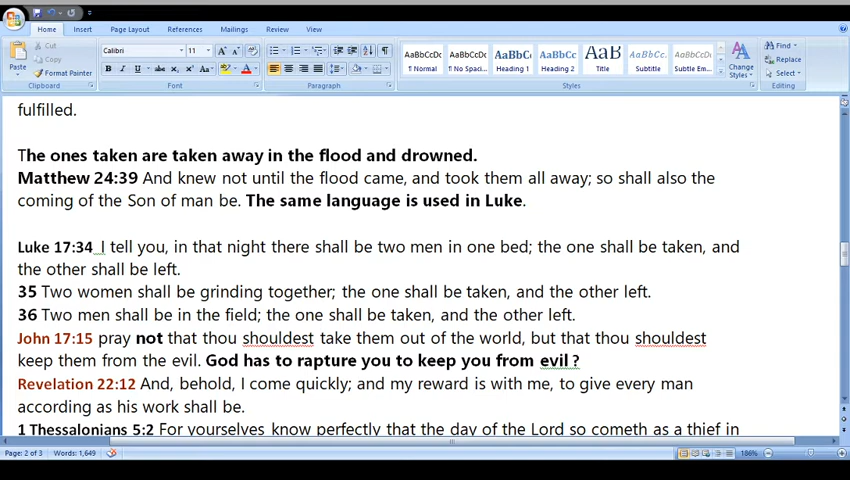 Home Insert Page Layout References Mailings Review View
Cut
Copy
Format Painter
Paste
Clipboard
Calibri 11
B I U abc x₂ x² Aa
Font
Paragraph
AaBbCcDc AaBbCcDc AaBbCc AaBbCc AaB AaBbCc. AaBbCcDc
¶ Normal ¶ No Spaci... Heading 1 Heading 2 Title Subtitle Subtle Em...
Styles
Change
Styles
Find
Replace
Select
Editing
fulfilled.
The ones taken are taken away in the flood and drowned.
Matthew 24:39 And knew not until the flood came, and took them all away; so shall also the
coming of the Son of man be. The same language is used in Luke.
Luke 17:34 I tell you, in that night there shall be two men in one bed; the one shall be taken, and
the other shall be left.
35 Two women shall be grinding together; the one shall be taken, and the other left.
36 Two men shall be in the field; the one shall be taken, and the other left.
John 17:15 pray not that thou shouldest take them out of the world, but that thou shouldest
keep them from the evil. God has to rapture you to keep you from evil ?
Revelation 22:12 And, behold, I come quickly; and my reward is with me, to give every man
according as his work shall be.
1 Thessalonians 5:2 For yourselves know perfectly that the day of the Lord so cometh as a thief in
Page: 2 of 3 Words: 1,649 186%